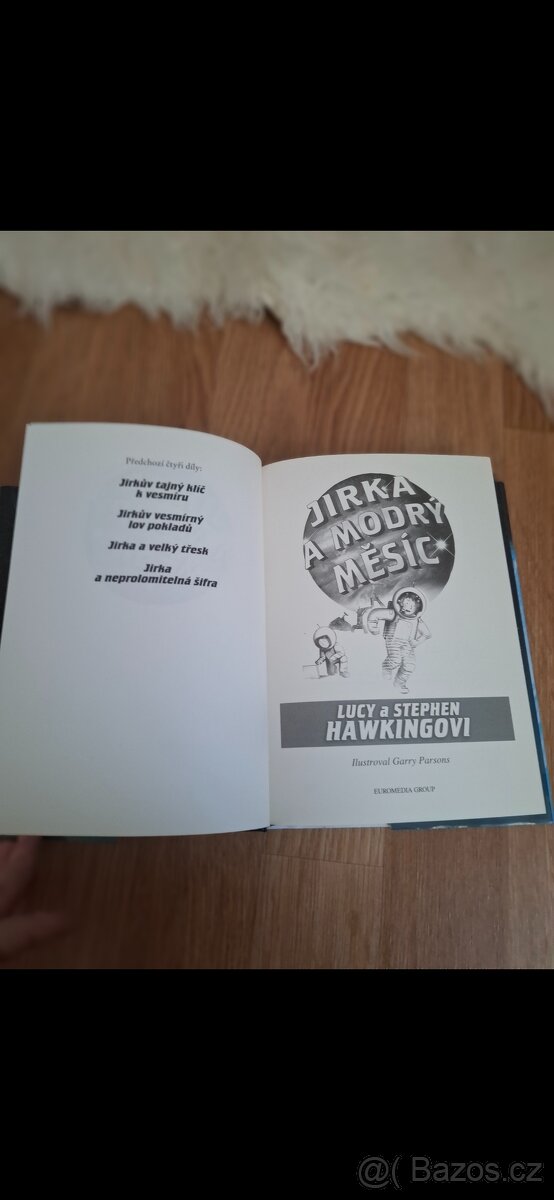 Předchozí čtyři díly:
Jirkův tajný klíč
k vesmíru
Jirkův vesmírný
lov pokladů
Jirka a velký třesk
Jirka
a neprolomitelná šifra
JIRKA
A MODRÝ
MĚSÍC
LUCY a STEPHEN
HAWKINGOVI
Ilustroval Garry Parsons
EUROMEDIA GROUP
@( Bazos.cz